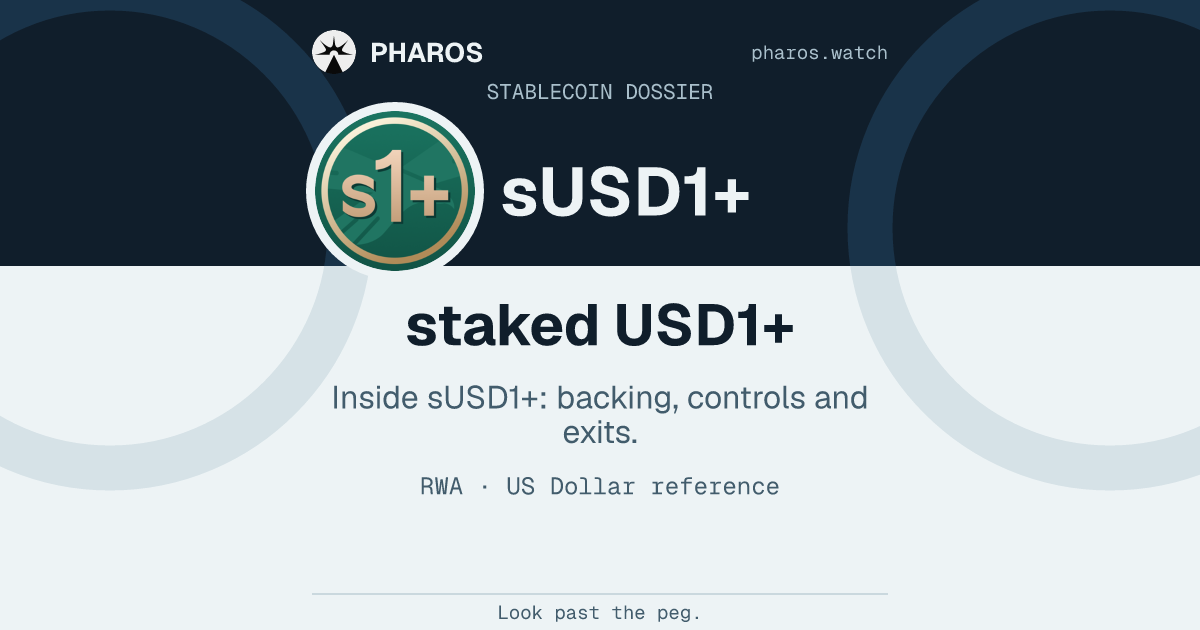 PHAROS
pharos.watch
STABLECOIN DOSSIER
s1+
sUSD1+
staked USD1+
Inside sUSD1+: backing, controls and
exits.
RWA · US Dollar reference
Look past the peg.